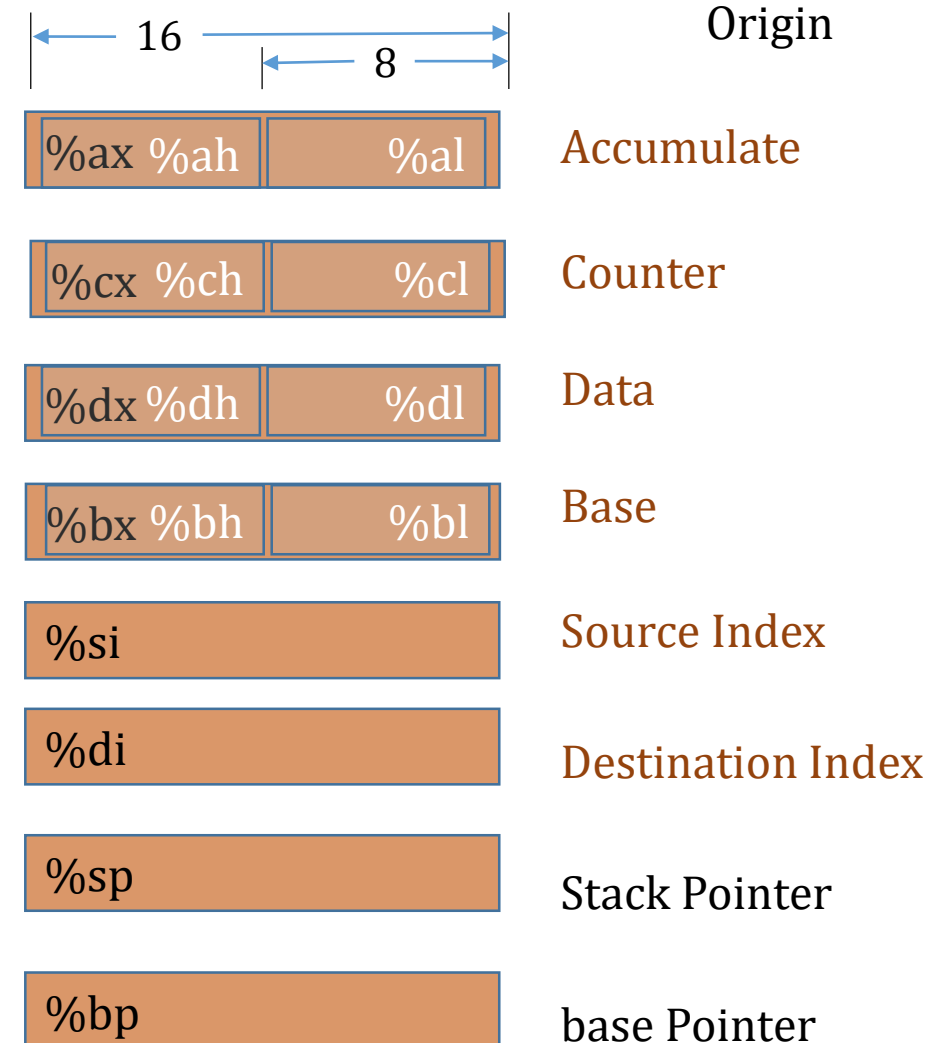 16 Origin
8
%ax %ah %al Accumulate
%cx %ch %cl Counter
%dx %dh %dl Data
%bx %bh %bl Base
%si Source Index
%di Destination Index
%sp Stack Pointer
%bp base Pointer